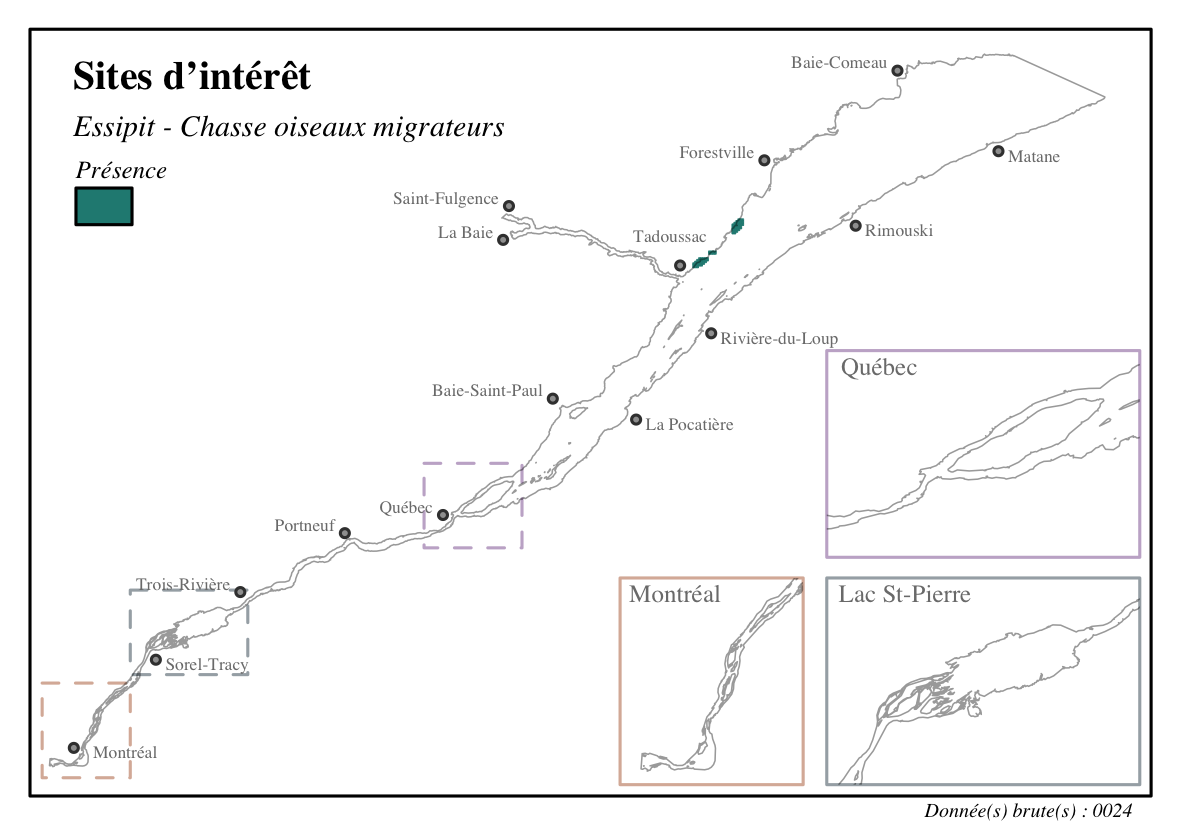 Sites d’intérêt
Essipit - Chasse oiseaux migrateurs
Présence
Baie-Comeau
Forestville
Matane
Saint-Fulgence
La Baie
Tadoussac
Rimouski
Rivière-du-Loup
Baie-Saint-Paul
La Pocatière
Québec
Portneuf
Trois-Rivière
Sorel-Tracy
Montréal
Québec
Montréal
Lac St-Pierre
Donnée(s) brute(s) : 0024